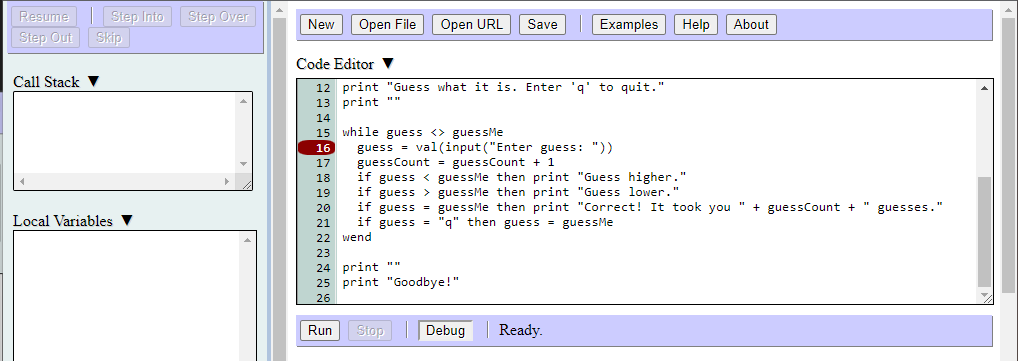 Resume Step Into Step Over
Step Out Skip
Call Stack ▼
Local Variables ▼
New Open File Open URL Save Examples Help About
Code Editor ▼
12 print "Guess what it is. Enter 'q' to quit."
13 print ""
14
15 while guess <> guessMe
16   guess = val(input("Enter guess: "))
17   guessCount = guessCount + 1
18   if guess < guessMe then print "Guess higher."
19   if guess > guessMe then print "Guess lower."
20   if guess = guessMe then print "Correct! It took you " + guessCount + " guesses."
21   if guess = "q" then guess = guessMe
22 wend
23
24 print ""
25 print "Goodbye!"
26
Run Stop Debug Ready.